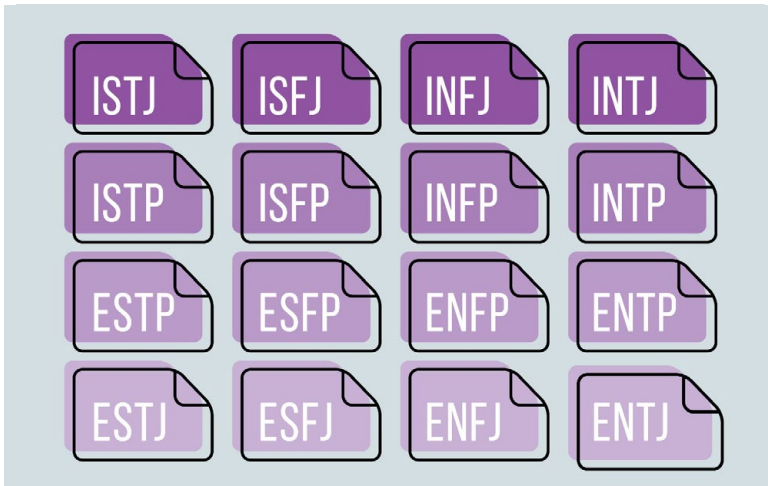 ISTJ ISFJ INFJ INTJ
ISTP ISFP INFP INTP
ESTP ESFP ENFP ENTP
ESTJ ESFJ ENFJ ENTJ